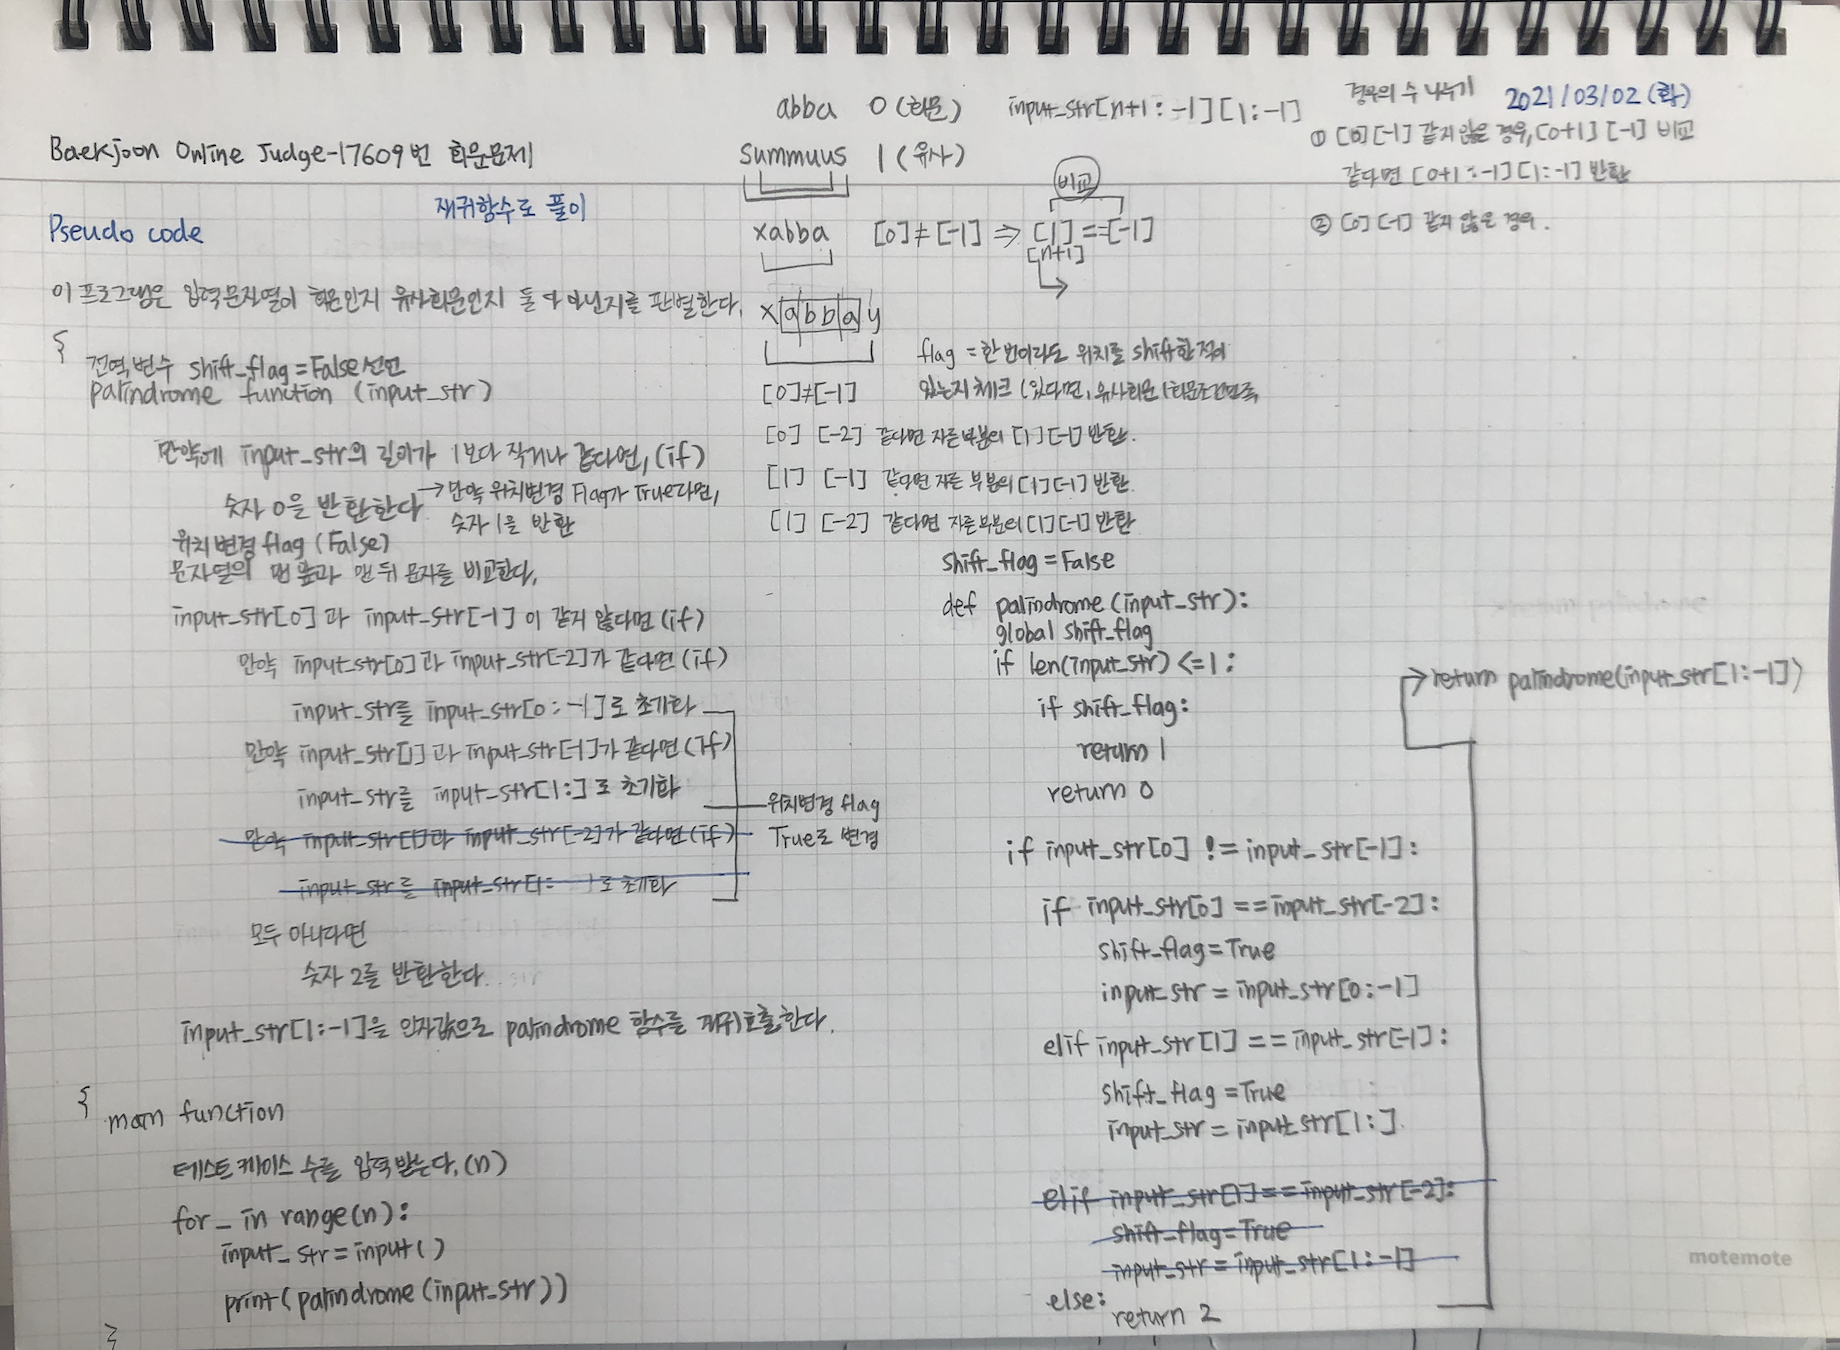 Baekjoon Online Judge-17609번 회문문제
abba 0 (회문)
summuus 1 (유사)
input_str[n+1 : -1] [1 : -1]
경우의 수 나누기
2021/03/02 (화)
① [0] [-1] 같지 않은 경우, [0+1] [-1] 비교
같다면 [0+1 : -1] [1 : -1] 반환
② [0] [-1] 같지 않은 경우.
재귀함수로 풀이
Pseudo code
이 프로그램은 입력문자열이 회문인지 유사회문인지 둘 다 아닌지를 판별한다.
{
전역변수 shift_flag = False 선언
palindrome function (input_str)
만약에 input_str의 길이가 1보다 작거나 같다면, (if)
숫자 0을 반환한다
→ 만약 위치변경 Flag가 True라면,
숫자 1을 반환
위치변경 flag (False)
문자열의 맨 앞과 맨 뒤 문자를 비교한다.
input_str[0] 과 input_str[-1] 이 같지 않다면 (if)
만약 input_str[0] 과 input_str[-2]가 같다면 (if)
input_str를 input_str[0 : -1]로 초기화
만약 input_str[1] 과 input_str[-1]가 같다면 (if)
input_str를 input_str[1:]로 초기화
위치변경 flag
True로 변경
만약 input_str[1]과 input_str[-2]가 같다면 (if)
input_str를 input_str[1: ]로 초기화
모두 아니라면
숫자 2를 반환한다.
input_str[1:-1]을 인자값으로 palindrome 함수를 재귀호출한다.
{
main function
테스트케이스 수를 입력받는다. (n)
for _ in range(n):
input_str = input()
print(palindrome(input_str))
}
비교
xabba [0]≠[-1] ⇒ [1]==[-1]
[n+1]
xabbay
flag = 한 번이라도 위치를 shift한 적이
있는지 체크 (있다면, 유사회문
[0]≠[-1]
[0] [-2] 같다면 자른부분의 [1] [-1] 반환.
[1] [-1] 같다면 자른 부분의 [1] [-1] 반환.
[1] [-2] 같다면 자른부분의 [1] [-1] 반환
shift_flag = False
def palindrome(input_str):
global shift_flag
if len(input_str) <= 1 :
if shift_flag:
return 1
return 0
if input_str[0] != input_str[-1]:
if input_str[0] == input_str[-2]:
shift_flag = True
input_str = input_str[0:-1]
elif input_str[1] == input_str[-1]:
shift_flag = True
input_str = input_str[1:]
elif input_str[1] == input_str[-2]:
shift_flag = True
input_str = input_str[1:-1]
else:
return 2
→ return palindrome(input_str[1:-1])
motemote